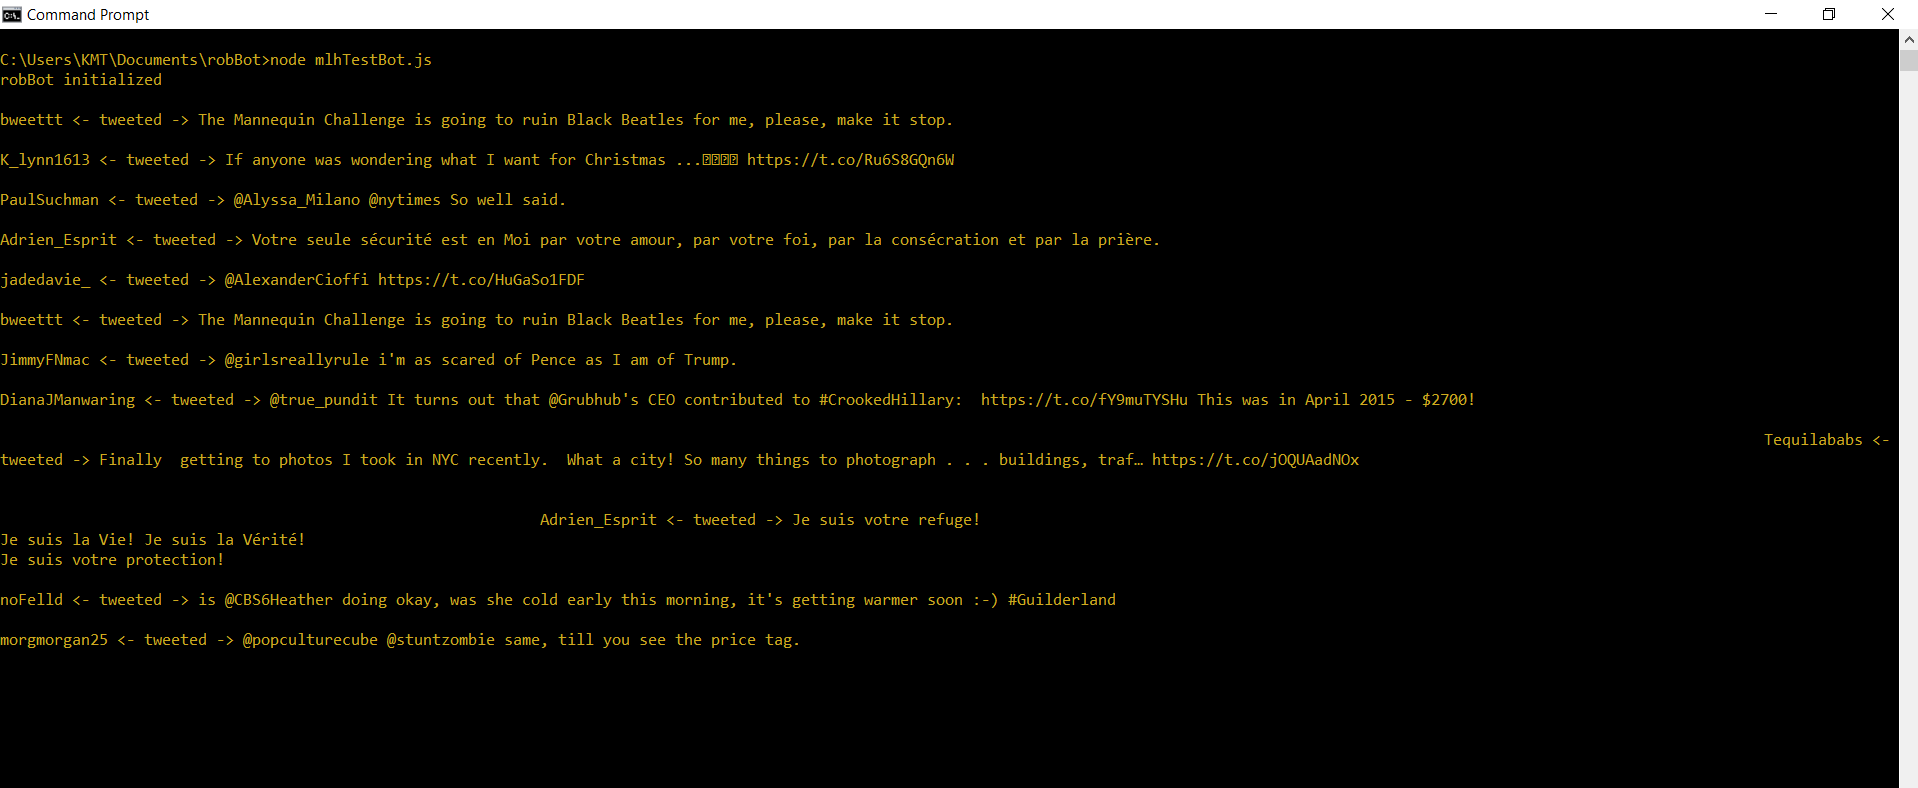 Command Prompt
C:\Users\KMT\Documents\robBot>node mlhTestBot.js
robBot initialized
bweettt <- tweeted -> The Mannequin Challenge is going to ruin Black Beatles for me, please, make it stop.
K_lynn1613 <- tweeted -> If anyone was wondering what I want for Christmas ...⍰⍰⍰⍰ https://t.co/Ru6S8GQn6W
PaulSuchman <- tweeted -> @Alyssa_Milano @nytimes So well said.
Adrien_Esprit <- tweeted -> Votre seule sécurité est en Moi par votre amour, par votre foi, par la consécration et par la prière.
jadedavie_ <- tweeted -> @AlexanderCioffi https://t.co/HuGaSo1FDF
bweettt <- tweeted -> The Mannequin Challenge is going to ruin Black Beatles for me, please, make it stop.
JimmyFNmac <- tweeted -> @girlsreallyrule i'm as scared of Pence as I am of Trump.
DianaJManwaring <- tweeted -> @true_pundit It turns out that @Grubhub's CEO contributed to #CrookedHillary:  https://t.co/fY9muTYSHu This was in April 2015 - $2700!
Tequilababs <-
tweeted -> Finally  getting to photos I took in NYC recently.  What a city! So many things to photograph . . . buildings, traf… https://t.co/jOQUAadNOx
Adrien_Esprit <- tweeted -> Je suis votre refuge!
Je suis la Vie! Je suis la Vérité!
Je suis votre protection!
noFelld <- tweeted -> is @CBS6Heather doing okay, was she cold early this morning, it's getting warmer soon :-) #Guilderland
morgmorgan25 <- tweeted -> @popculturecube @stuntzombie same, till you see the price tag.